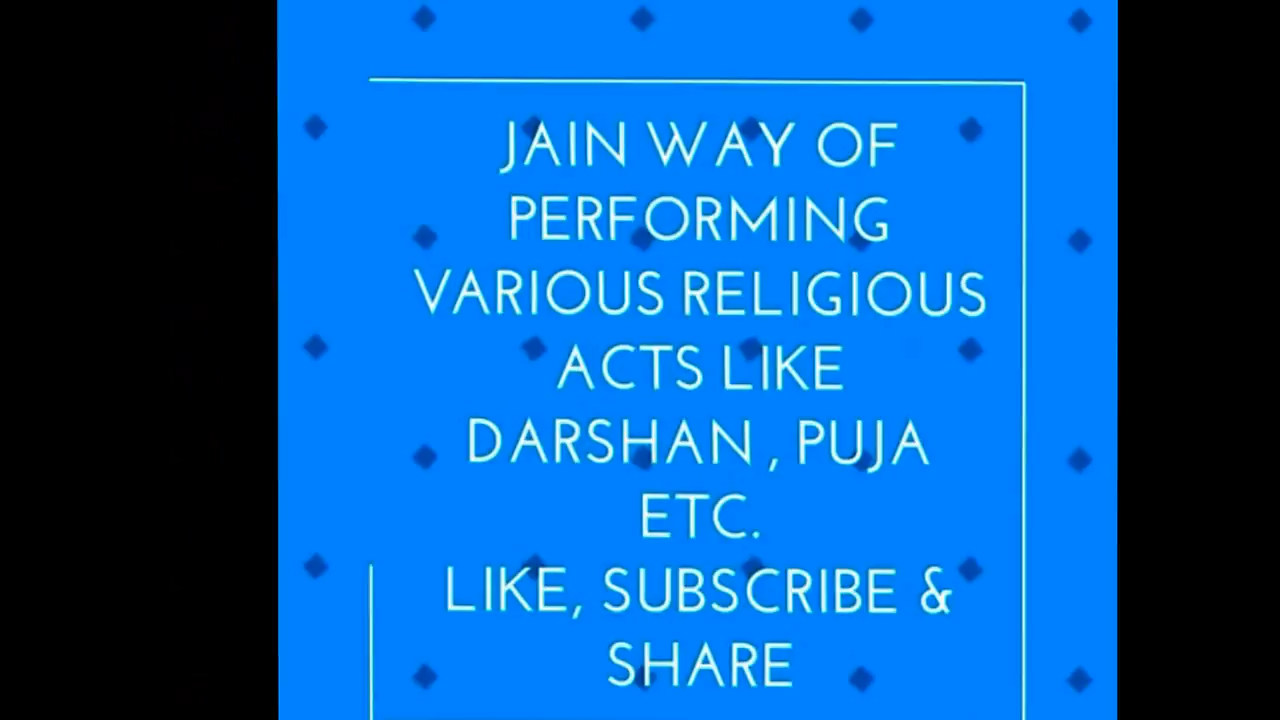 JAIN WAY OF
PERFORMING
VARIOUS RELIGIOUS
ACTS LIKE
DARSHAN , PUJA
ETC.
LIKE, SUBSCRIBE &
SHARE